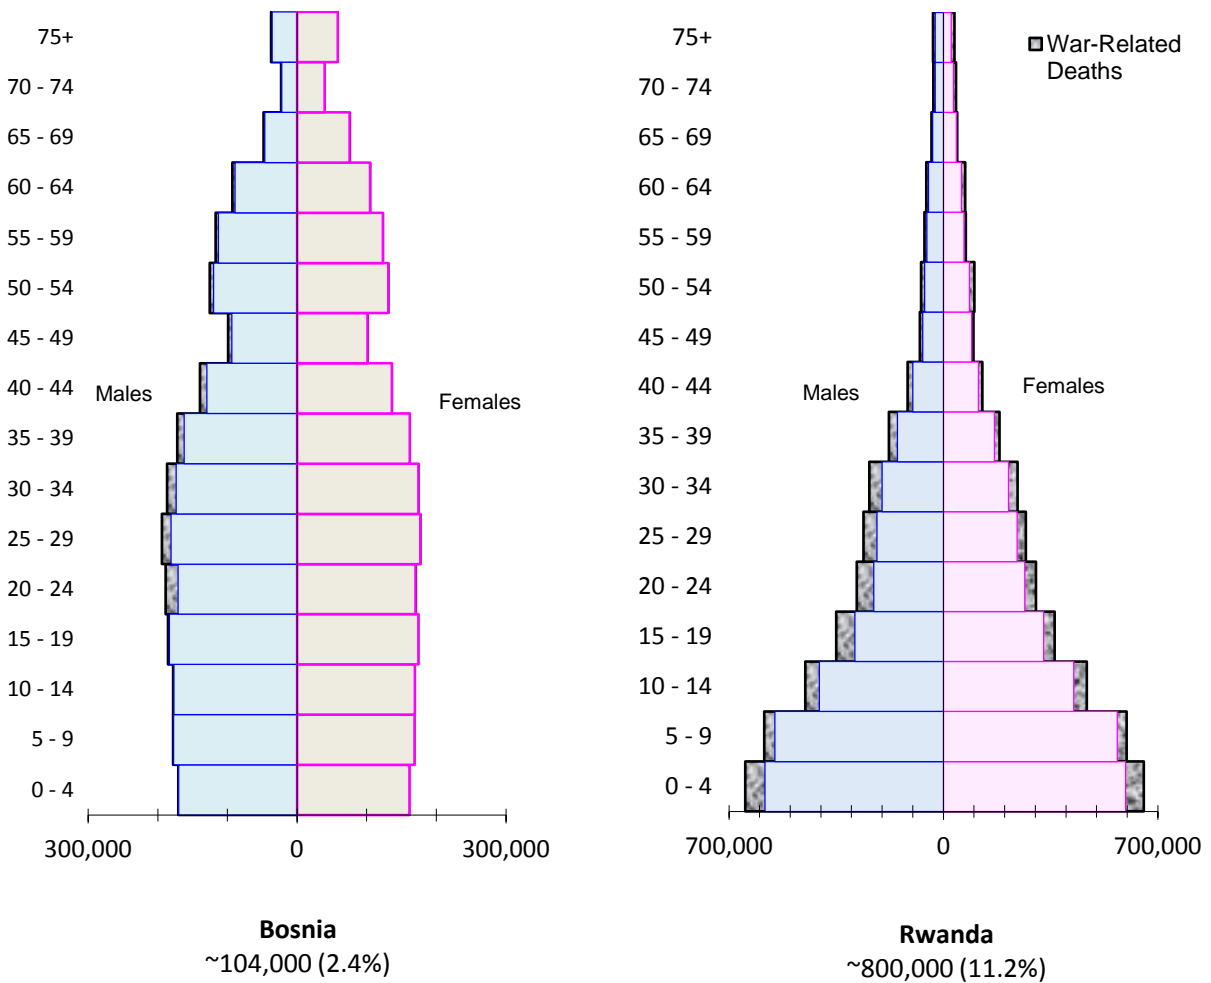 75+
70 - 74
65 - 69
60 - 64
55 - 59
50 - 54
45 - 49
40 - 44
35 - 39
30 - 34
25 - 29
20 - 24
15 - 19
10 - 14
5 - 9
0 - 4
Males
Females
300,000 0 300,000
Bosnia
~104,000 (2.4%)
75+
70 - 74
65 - 69
60 - 64
55 - 59
50 - 54
45 - 49
40 - 44
35 - 39
30 - 34
25 - 29
20 - 24
15 - 19
10 - 14
5 - 9
0 - 4
War-Related
Deaths
Males
Females
700,000 0 700,000
Rwanda
~800,000 (11.2%)